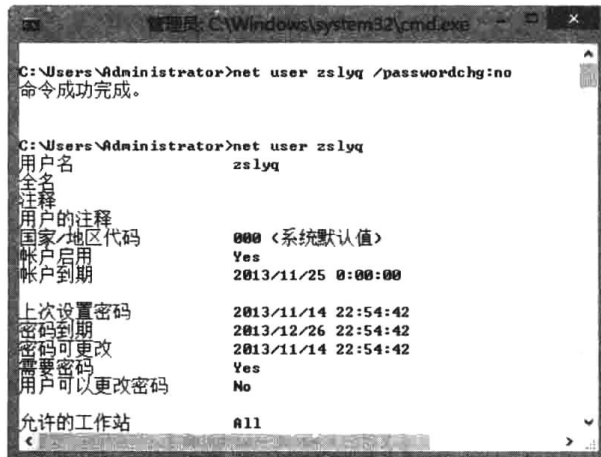 管理员: C:\Windows\system32\cmd.exe
C:\Users\Administrator>net user zslyq /passwordchg:no
命令成功完成。
C:\Users\Administrator>net user zslyq
用户名 zslyq
全名
注释
用户的注释
国家/地区代码 000 (系统默认值)
帐户启用 Yes
帐户到期 2013/11/25 0:00:00
上次设置密码 2013/11/14 22:54:42
密码到期 2013/12/26 22:54:42
密码可更改 2013/11/14 22:54:42
需要密码 Yes
用户可以更改密码 No
允许的工作站 All